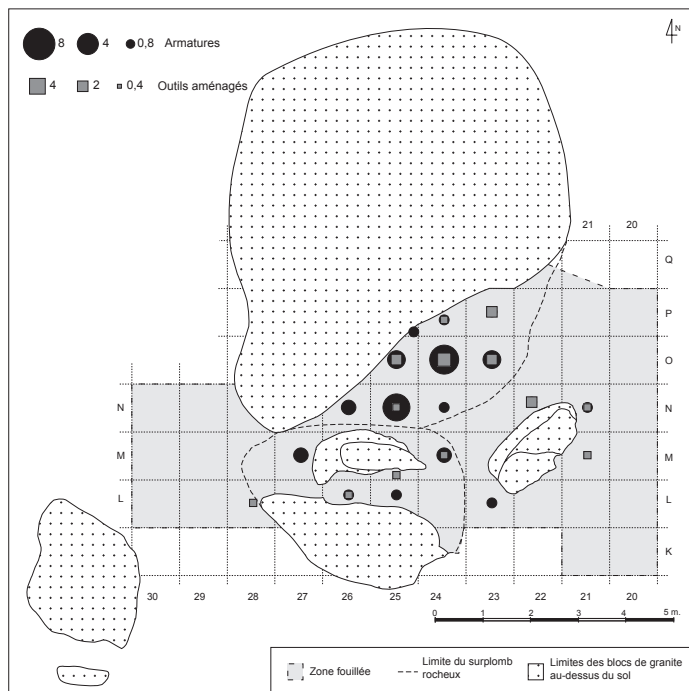 N
8 4 0,8 Armatures
4 2 0,4 Outils aménagés
21 20
Q
P
O
N N
M M
L L
K
30 29 28 27 26 25 24 23 22 21 20
0 1 2 3 4 5 m.
Zone fouillée
Limite du surplomb
rocheux
Limites des blocs de granite
au-dessus du sol